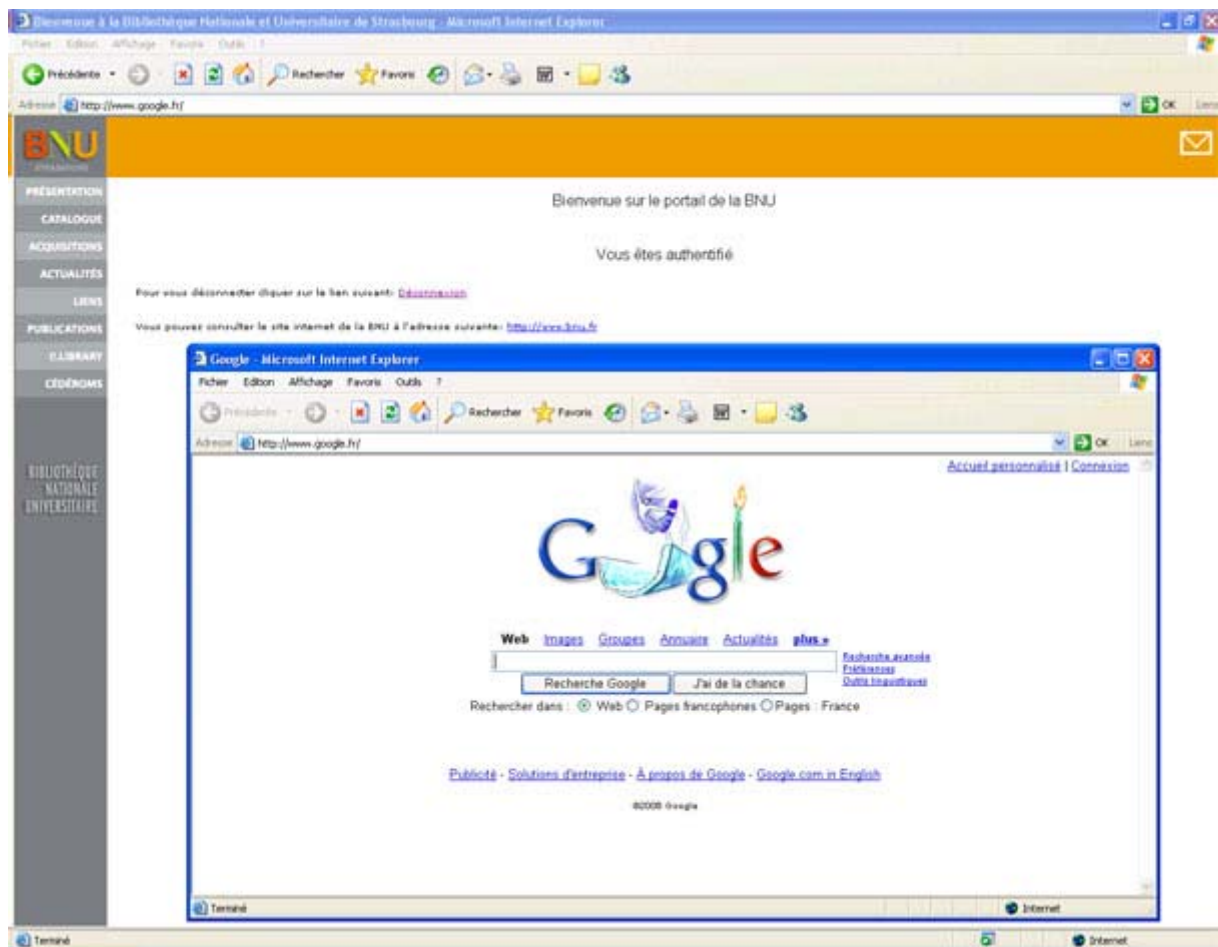 Bienvenue à la Bibliothèque Nationale et Universitaire de Strasbourg - Microsoft Internet Explorer
Fichier Edition Affichage Favoris Outils ?
Précédente Rechercher Favoris
Adresse http://www.google.fr/ OK Liens
BNU
PRÉSENTATION
CATALOGUE
ACQUISITIONS
ACTUALITÉS
LIENS
PUBLICATIONS
CÉDÉROMS
BIBLIOTHÈQUE
NATIONALE
UNIVERSITAIRE
Bienvenue sur le portail de la BNU
Vous êtes authentifié
Pour vous déconnecter cliquer sur le lien suivant: Déconnexion
Vous pouvez consulter le site internet de la BNU à l'adresse suivante: http://www.bnu.fr
Google - Microsoft Internet Explorer
Fichier Edition Affichage Favoris Outils ?
Précédente Rechercher Favoris
Adresse http://www.google.fr/ OK Liens
Accueil personnalisé | Connexion
Google
Web Images Groupes Annuaire Actualités plus »
Recherche avancée
Préférences
Outils linguistiques
Recherche Google J'ai de la chance
Rechercher dans : Web Pages francophones Pages : France
Publicité - Solutions d'entreprise - À propos de Google - Google.com in English
©2006 Google
Terminé Internet
Terminé Internet